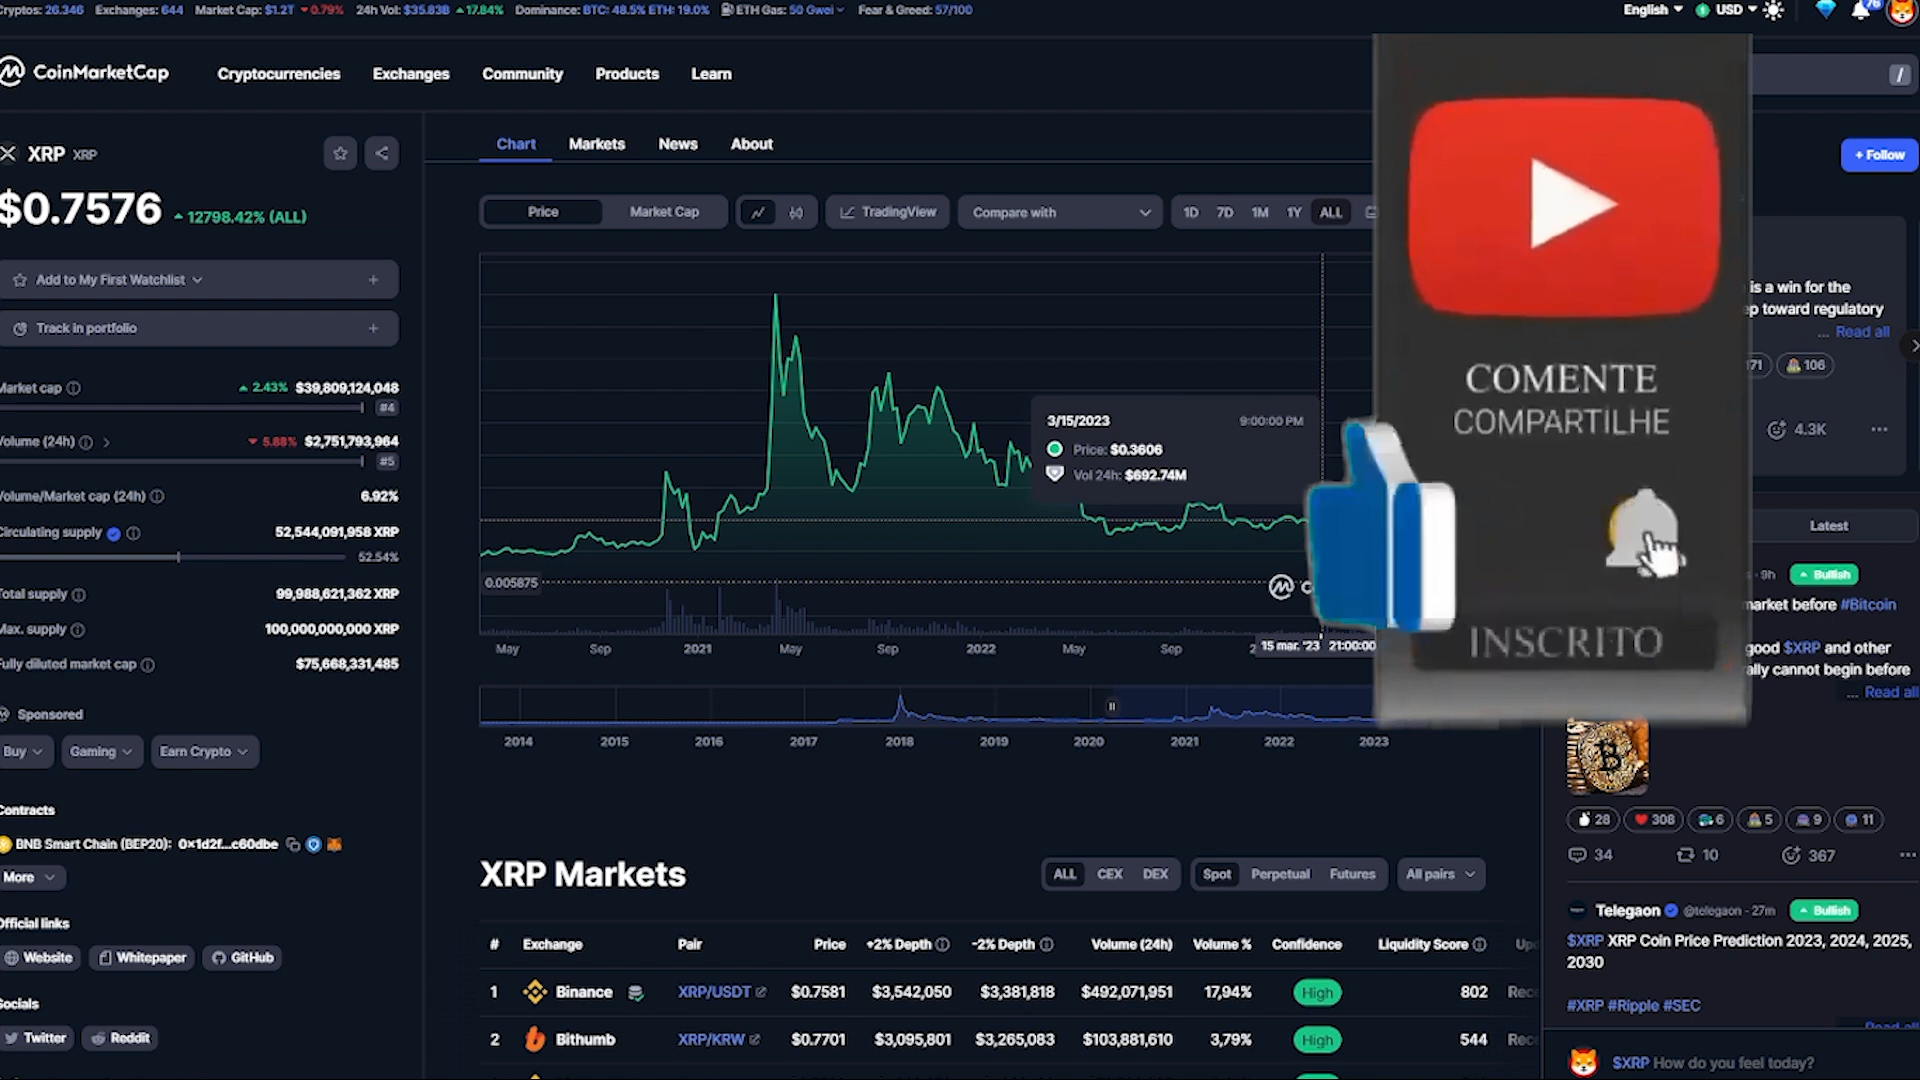 Cryptos: 26.346 Exchanges: 644 Market Cap: $1.2T 0.79% 24h Vol: $35.83B 17.84% Dominance: BTC: 48.5% ETH: 19.0% ETH Gas: 50 Gwei Fear & Greed: 57/100
English USD 76
CoinMarketCap Cryptocurrencies Exchanges Community Products Learn /
XRP XRP
$0.7576 12798.42% (ALL)
Add to My First Watchlist +
Track in portfolio +
Market cap 2.43% $39,809,124,048
#4
Volume (24h) 5.88% $2,751,793,964
#5
Volume/Market cap (24h) 6.92%
Circulating supply 52,544,091,958 XRP
52.54%
Total supply 99,988,621,362 XRP
Max. supply 100,000,000,000 XRP
Fully diluted market cap $75,668,331,485
Sponsored
Buy Gaming Earn Crypto
Contracts
BNB Smart Chain (BEP20): 0x1d2f...c60dbe
More
Official links
Website Whitepaper GitHub
Socials
Twitter Reddit
Chart Markets News About
Price Market Cap TradingView Compare with 1D 7D 1M 1Y ALL
3/15/2023 9:00:00 PM
Price: $0.3606
Vol 24h: $692.74M
0.005875
May Sep 2021 May Sep 2022 May Sep 15 mar. '23 21:00:00
2014 2015 2016 2017 2018 2019 2020 2021 2022 2023
XRP Markets
ALL CEX DEX Spot Perpetual Futures All pairs
# Exchange Pair Price +2% Depth -2% Depth Volume (24h) Volume % Confidence Liquidity Score
1 Binance XRP/USDT $0.7581 $3,542,050 $3,381,818 $492,071,951 17,94% High 802
2 Bithumb XRP/KRW $0.7701 $3,095,801 $3,265,083 $103,881,610 3,79% High 544
COMENTE
COMPARTILHE
INSCRITO
+ Follow
is a win for the
toward regulatory
... Read all
106
4.3K
Latest
9h Bullish
market before #Bitcoin
good $XRP and other
cannot begin before
... Read all
28 308 6 5 9 11
34 10 367
Telegaon @telegaon · 27m Bullish
$XRP XRP Coin Price Prediction 2023, 2024, 2025,
2030
#XRP #Ripple #SEC
Read all
$XRP How do you feel today?